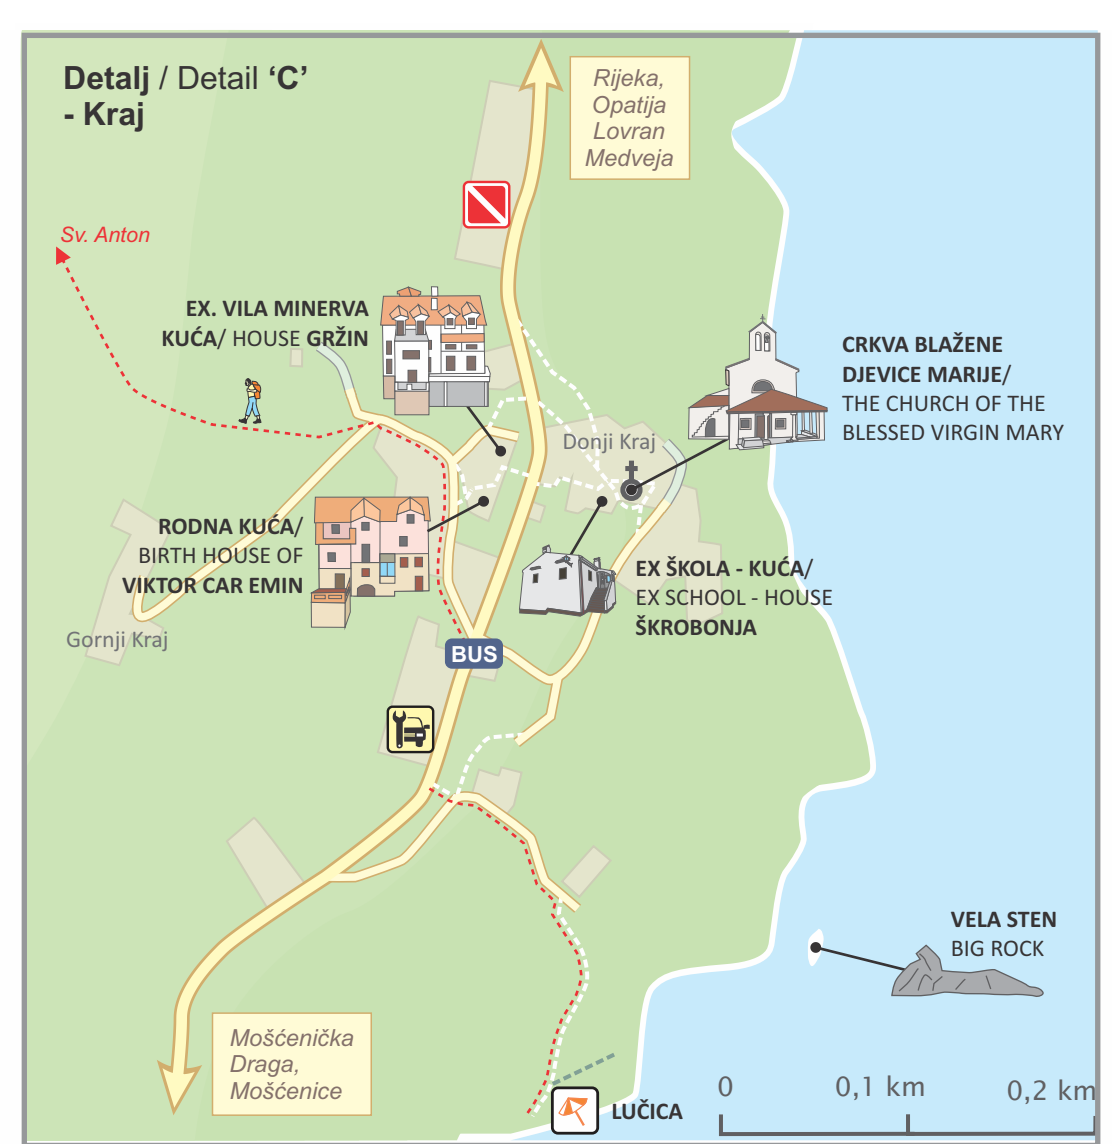 Detalj / Detail ‘C’
- Kraj
Rijeka,
Opatija
Lovran
Medveja
Sv. Anton
EX. VILA MINERVA
KUĆA/ HOUSE GRŽIN
CRKVA BLAŽENE
DJEVICE MARIJE/
THE CHURCH OF THE
BLESSED VIRGIN MARY
Donji Kraj
RODNA KUĆA/
BIRTH HOUSE OF
VIKTOR CAR EMIN
EX ŠKOLA - KUĆA/
EX SCHOOL - HOUSE
ŠKROBONJA
Gornji Kraj
BUS
VELA STEN
BIG ROCK
Mošćenička
Draga,
Mošćenice
LUČICA
0 0,1 km 0,2 km